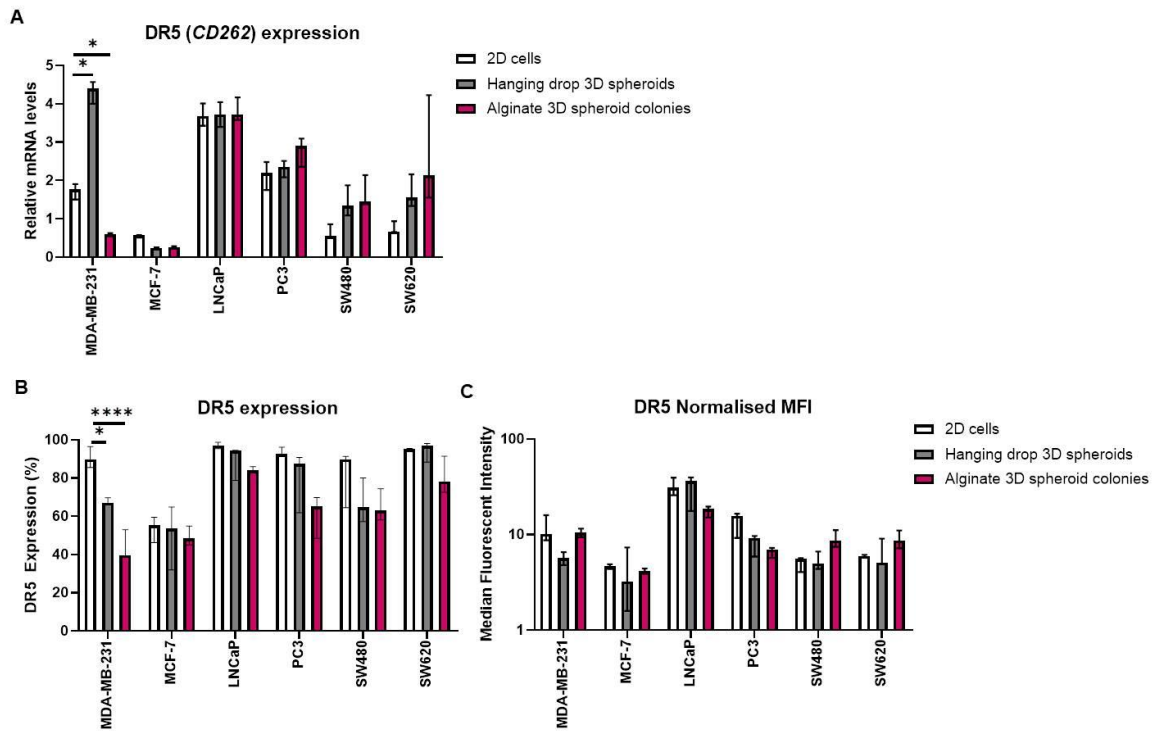 A
DR5 (CD262) expression
2D cells
Hanging drop 3D spheroids
Alginate 3D spheroid colonies
*
*
Relative mRNA levels
5
4
3
2
1
0
MDA-MB-231
MCF-7
LNCaP
PC3
SW480
SW620
B
DR5 expression
****
*
DR5 Expression (%)
100
80
60
40
20
0
MDA-MB-231
MCF-7
LNCaP
PC3
SW480
SW620
C
DR5 Normalised MFI
2D cells
Hanging drop 3D spheroids
Alginate 3D spheroid colonies
Median Fluorescent Intensity
100
10
1
MDA-MB-231
MCF-7
LNCaP
PC3
SW480
SW620